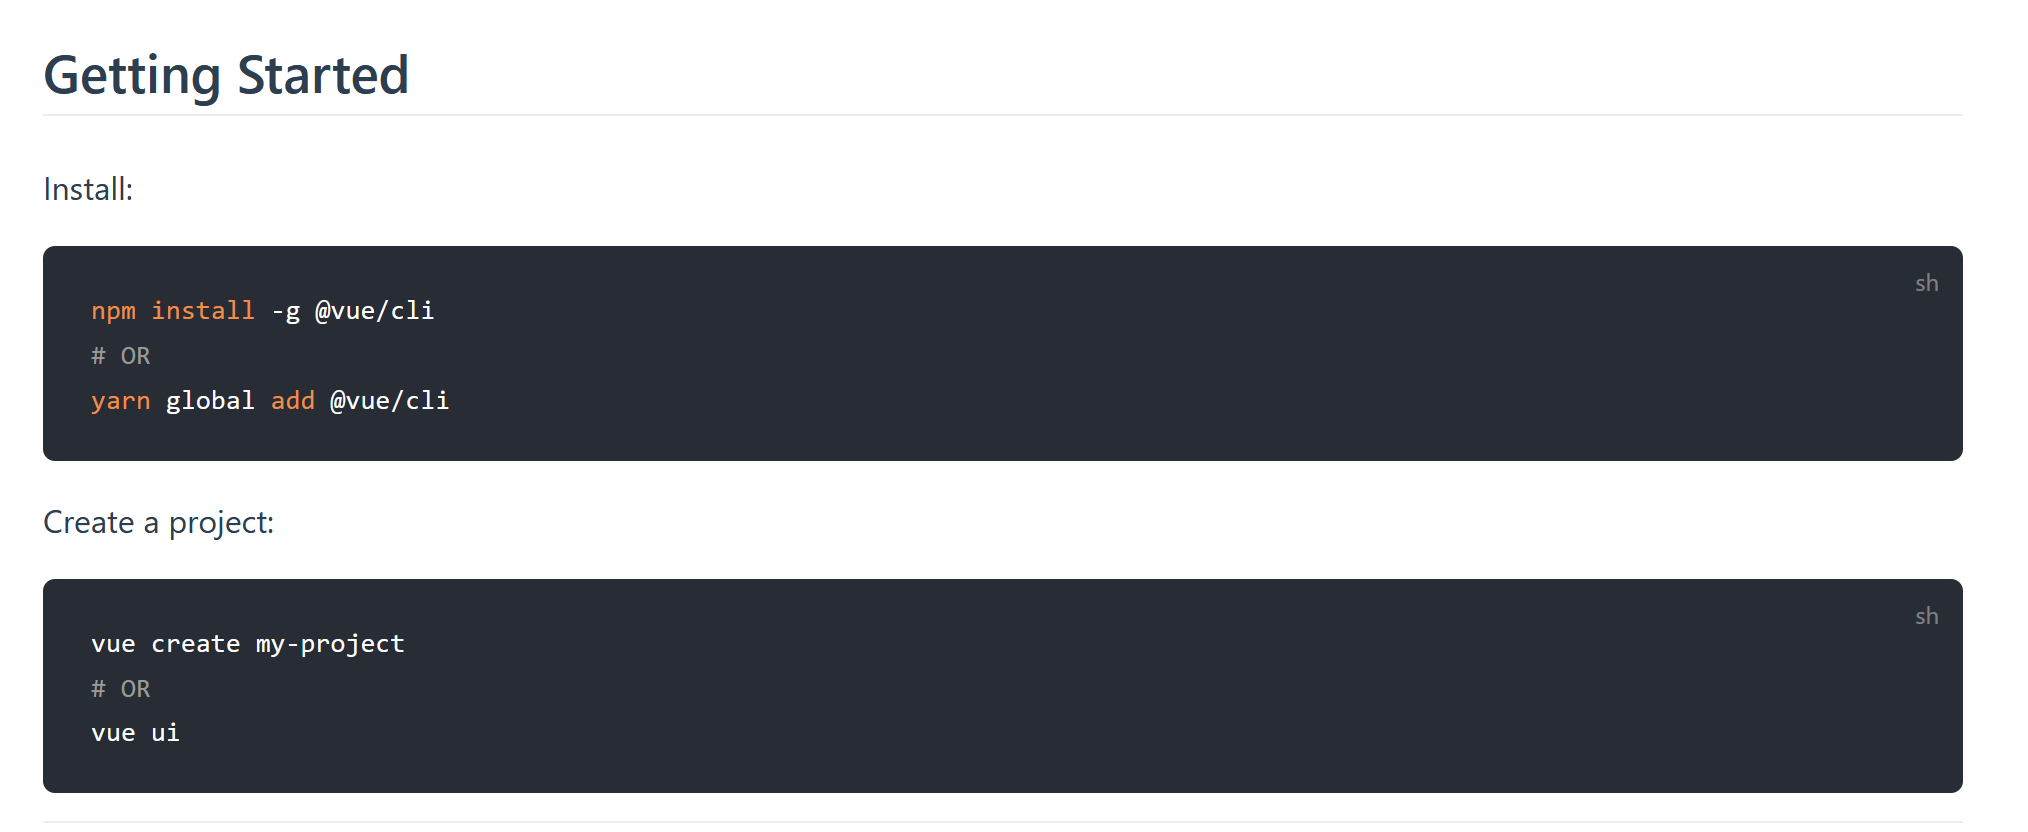 Getting Started
Install:
sh
npm install -g @vue/cli
# OR
yarn global add @vue/cli
Create a project:
sh
vue create my-project
# OR
vue ui